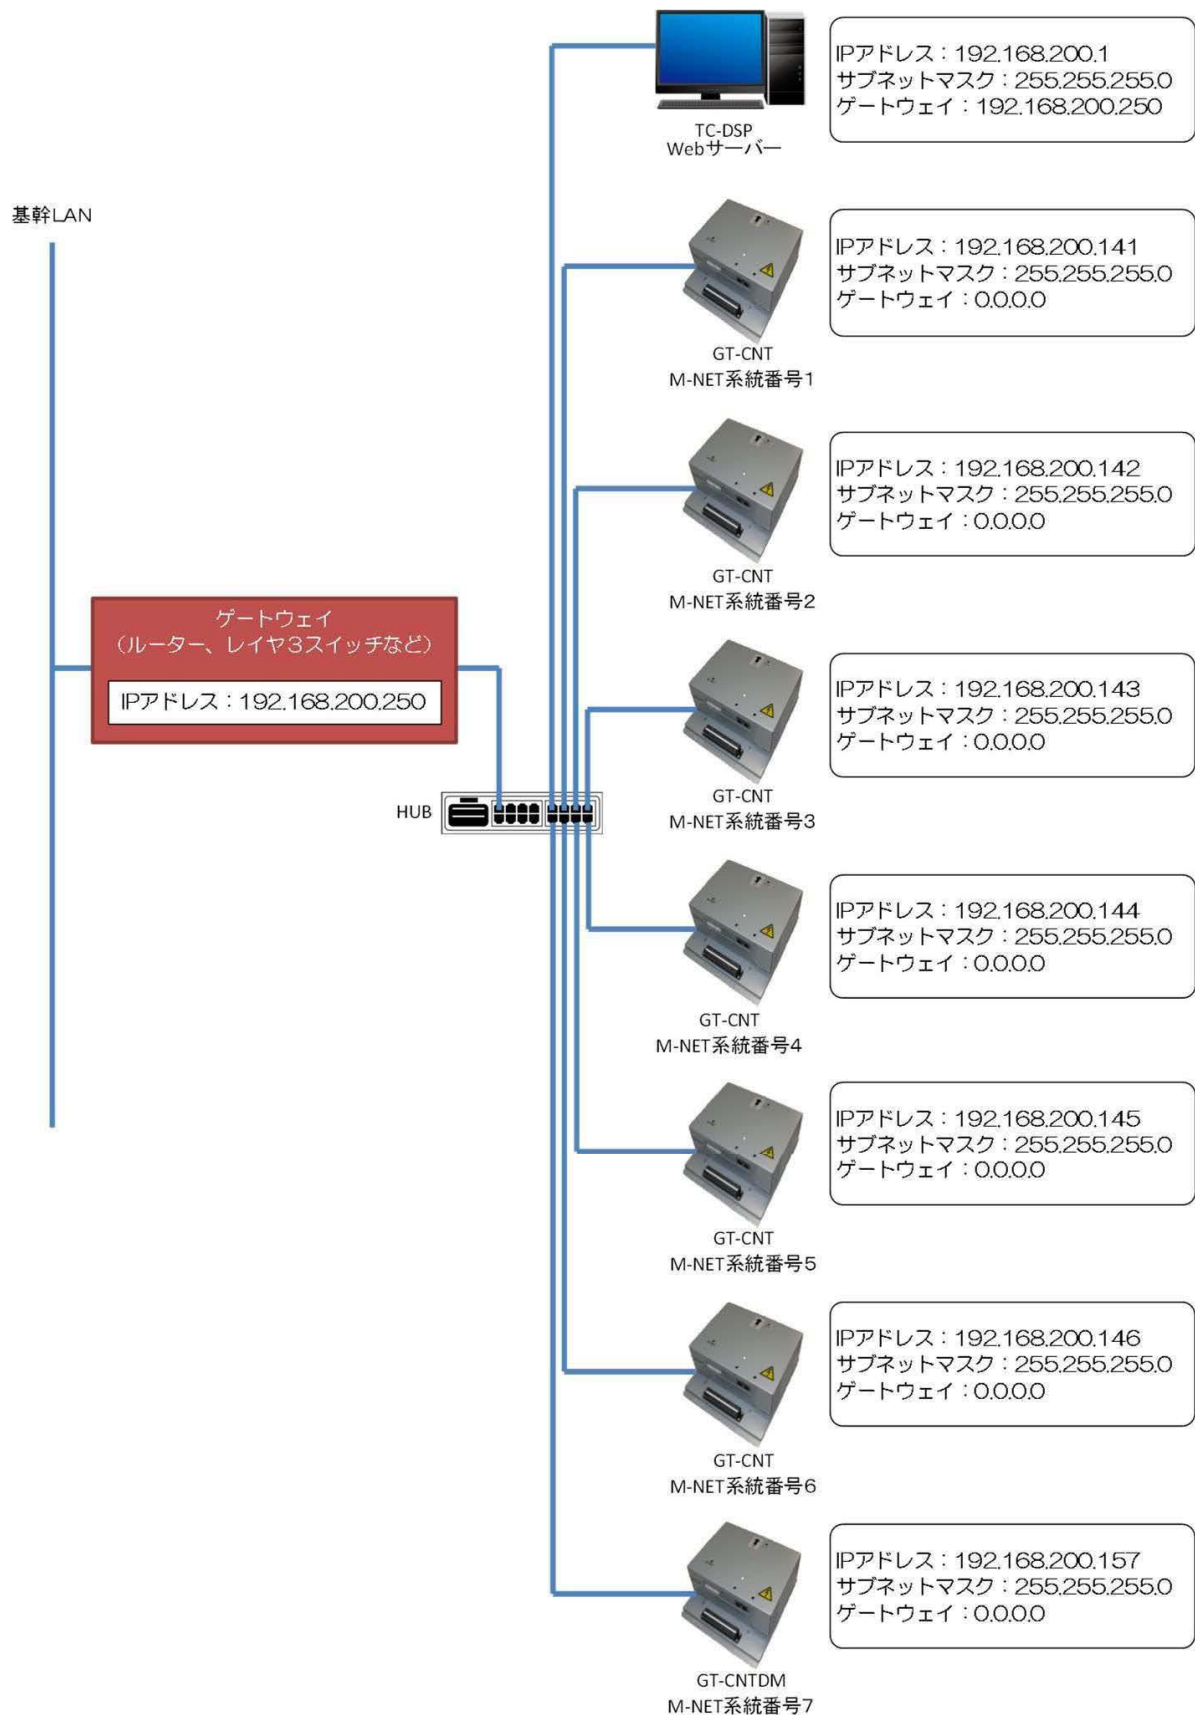 IPアドレス：192.168.200.1
サブネットマスク：255.255.255.0
ゲートウェイ：192.168.200.250
TC-DSP
Webサーバー
基幹LAN
IPアドレス：192.168.200.141
サブネットマスク：255.255.255.0
ゲートウェイ：0.0.0.0
GT-CNT
M-NET系統番号1
IPアドレス：192.168.200.142
サブネットマスク：255.255.255.0
ゲートウェイ：0.0.0.0
GT-CNT
M-NET系統番号2
ゲートウェイ
（ルーター、レイヤ3スイッチなど）
IPアドレス：192.168.200.250
IPアドレス：192.168.200.143
サブネットマスク：255.255.255.0
ゲートウェイ：0.0.0.0
GT-CNT
M-NET系統番号3
HUB
IPアドレス：192.168.200.144
サブネットマスク：255.255.255.0
ゲートウェイ：0.0.0.0
GT-CNT
M-NET系統番号4
IPアドレス：192.168.200.145
サブネットマスク：255.255.255.0
ゲートウェイ：0.0.0.0
GT-CNT
M-NET系統番号5
IPアドレス：192.168.200.146
サブネットマスク：255.255.255.0
ゲートウェイ：0.0.0.0
GT-CNT
M-NET系統番号6
IPアドレス：192.168.200.157
サブネットマスク：255.255.255.0
ゲートウェイ：0.0.0.0
GT-CNTDM
M-NET系統番号7